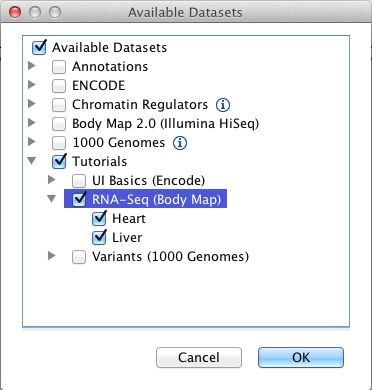 Available Datasets
Available Datasets
Annotations
ENCODE
Chromatin Regulators
Body Map 2.0 (Illumina HiSeq)
1000 Genomes
Tutorials
UI Basics (Encode)
RNA-Seq (Body Map)
Heart
Liver
Variants (1000 Genomes)
Cancel OK